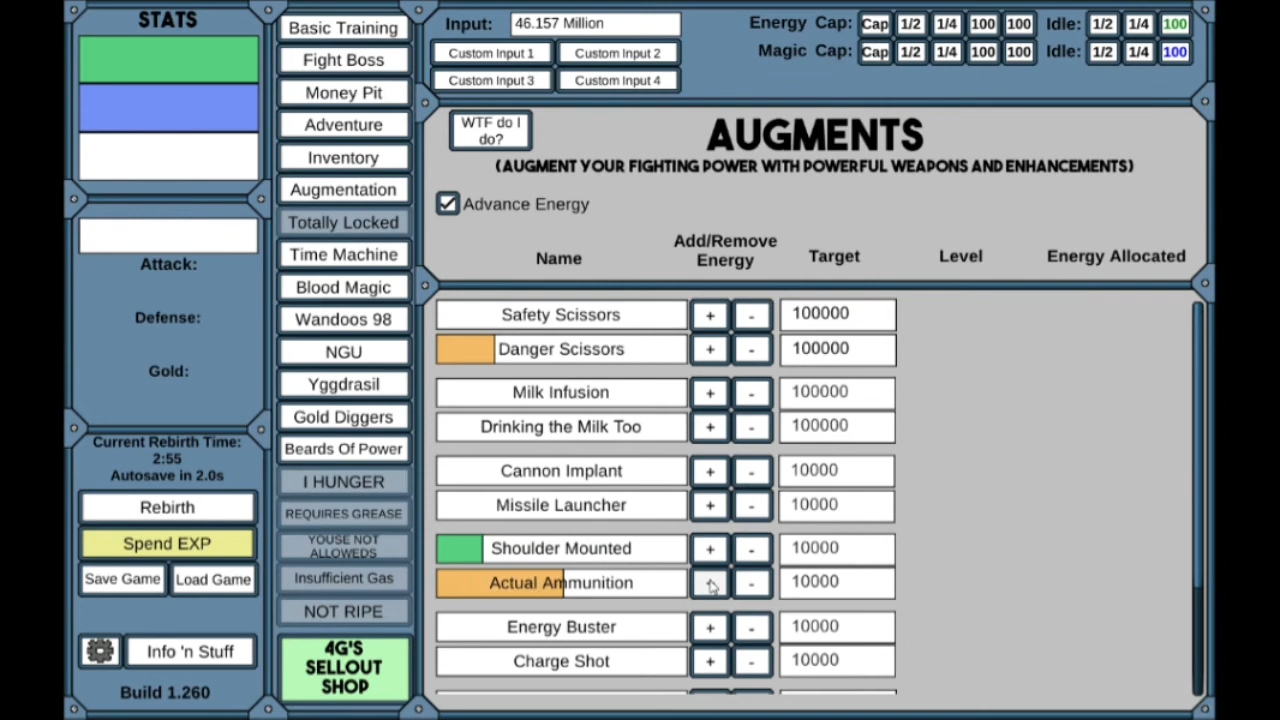 STATS
Attack:
Defense:
Gold:
Current Rebirth Time:
2:55
Autosave in 2.0s
Rebirth
Spend EXP
Save Game
Load Game
Info 'n Stuff
Build 1.260
Basic Training
Fight Boss
Money Pit
Adventure
Inventory
Augmentation
Totally Locked
Time Machine
Blood Magic
Wandoos 98
NGU
Yggdrasil
Gold Diggers
Beards Of Power
I HUNGER
REQUIRES GREASE
YOUSE NOT
ALLOWEDS
Insufficient Gas
NOT RIPE
4G'S
SELLOUT
SHOP
Input: 46.157 Million
Custom Input 1 Custom Input 2
Custom Input 3 Custom Input 4
Energy Cap: Cap 1/2 1/4 100 100 Idle: 1/2 1/4 100
Magic Cap: Cap 1/2 1/4 100 100 Idle: 1/2 1/4 100
WTF do I
do?
AUGMENTS
(AUGMENT YOUR FIGHTING POWER WITH POWERFUL WEAPONS AND ENHANCEMENTS)
Advance Energy
Name
Add/Remove
Energy
Target
Level
Energy Allocated
Safety Scissors + - 100000
Danger Scissors + - 100000
Milk Infusion + - 100000
Drinking the Milk Too + - 100000
Cannon Implant + - 10000
Missile Launcher + - 10000
Shoulder Mounted + - 10000
Actual Ammunition + - 10000
Energy Buster + - 10000
Charge Shot + - 10000